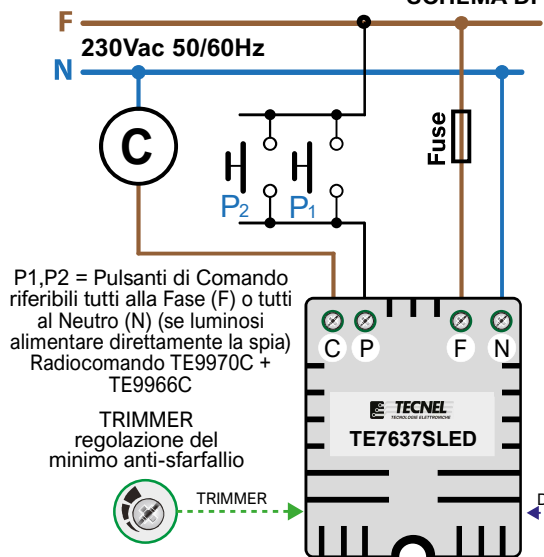 SCHEMA DI
F
230Vac 50/60Hz
N
C
Fuse
P2 P1
P1,P2 = Pulsanti di Comando
riferibili tutti alla Fase (F) o tutti
al Neutro (N) (se luminosi
alimentare direttamente la spia)
Radiocomando TE9970C +
TE9966C
C P F N
TECNEL
TECNOLOGIE ELETTRONICHE
TE7637SLED
TRIMMER
regolazione del
minimo anti-sfarfallio
TRIMMER
D